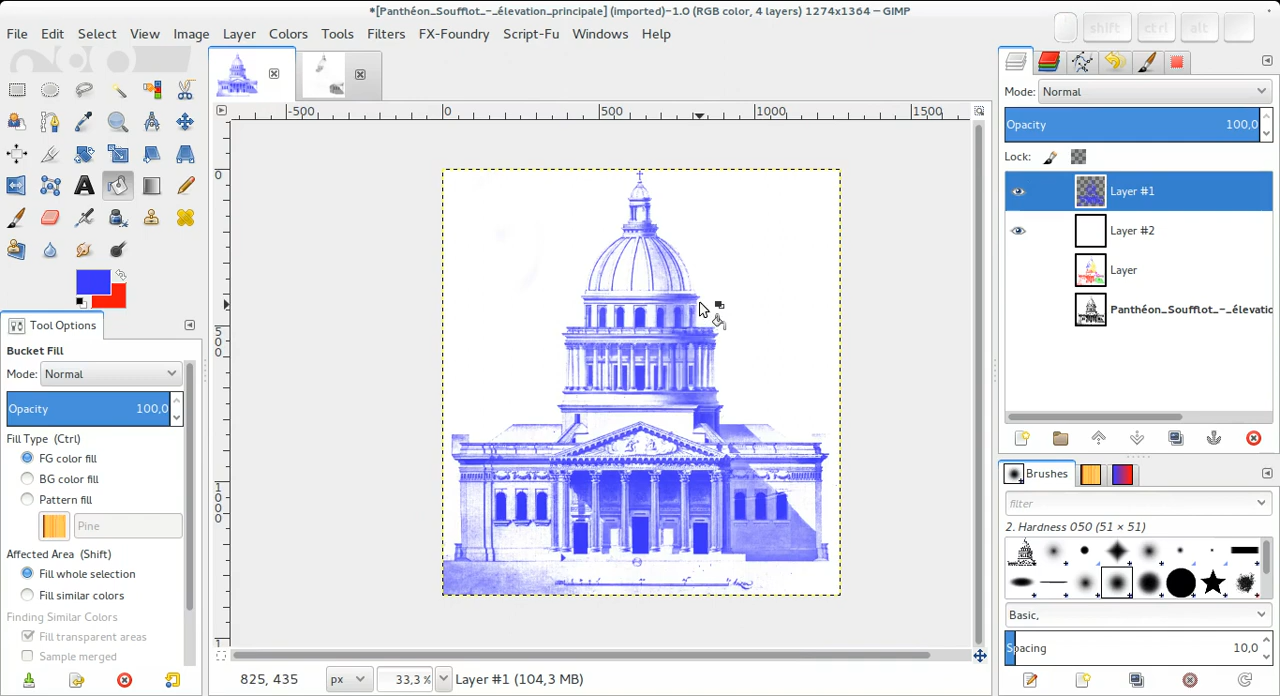 *[Panthéon_Soufflot_-_élevation_principale] (imported)-1.0 (RGB color, 4 layers) 1274x1364 – GIMP
File Edit Select View Image Layer Colors Tools Filters FX-Foundry Script-Fu Windows Help
shift ctrl alt
-500 0 500 1000 1500
Mode: Normal
Opacity 100,0
Lock:
Layer #1
Layer #2
Layer
Panthéon_Soufflot_-_élevatio
0
500
1000
1
Tool Options
Bucket Fill
Mode: Normal
Opacity 100,0
Fill Type (Ctrl)
FG color fill
BG color fill
Pattern fill
Pine
Affected Area (Shift)
Fill whole selection
Fill similar colors
Finding Similar Colors
Fill transparent areas
Sample merged
Brushes
filter
2. Hardness 050 (51 × 51)
Basic,
Spacing 10,0
825, 435 px 33,3 % Layer #1 (104,3 MB)